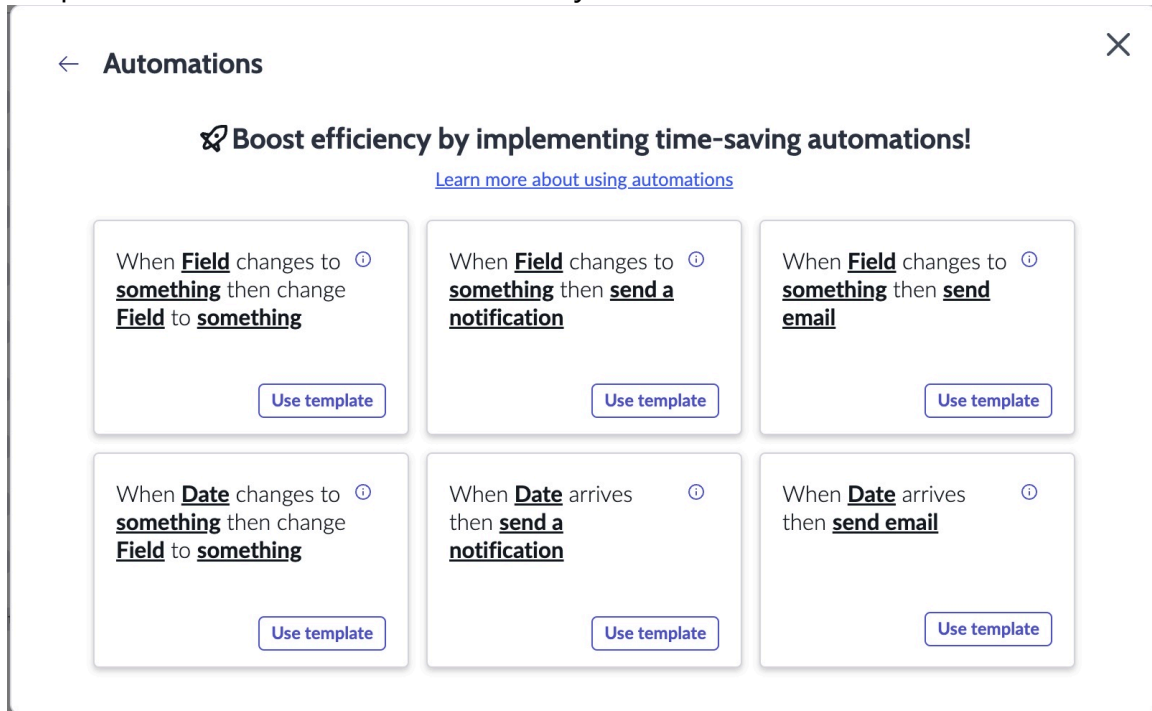 Automations
Boost efficiency by implementing time-saving automations!
Learn more about using automations
When Field changes to
something then change
Field to something
Use template
When Field changes to
something then send a
notification
Use template
When Field changes to
something then send
email
Use template
When Date changes to
something then change
Field to something
Use template
When Date arrives
then send a
notification
Use template
When Date arrives
then send email
Use template